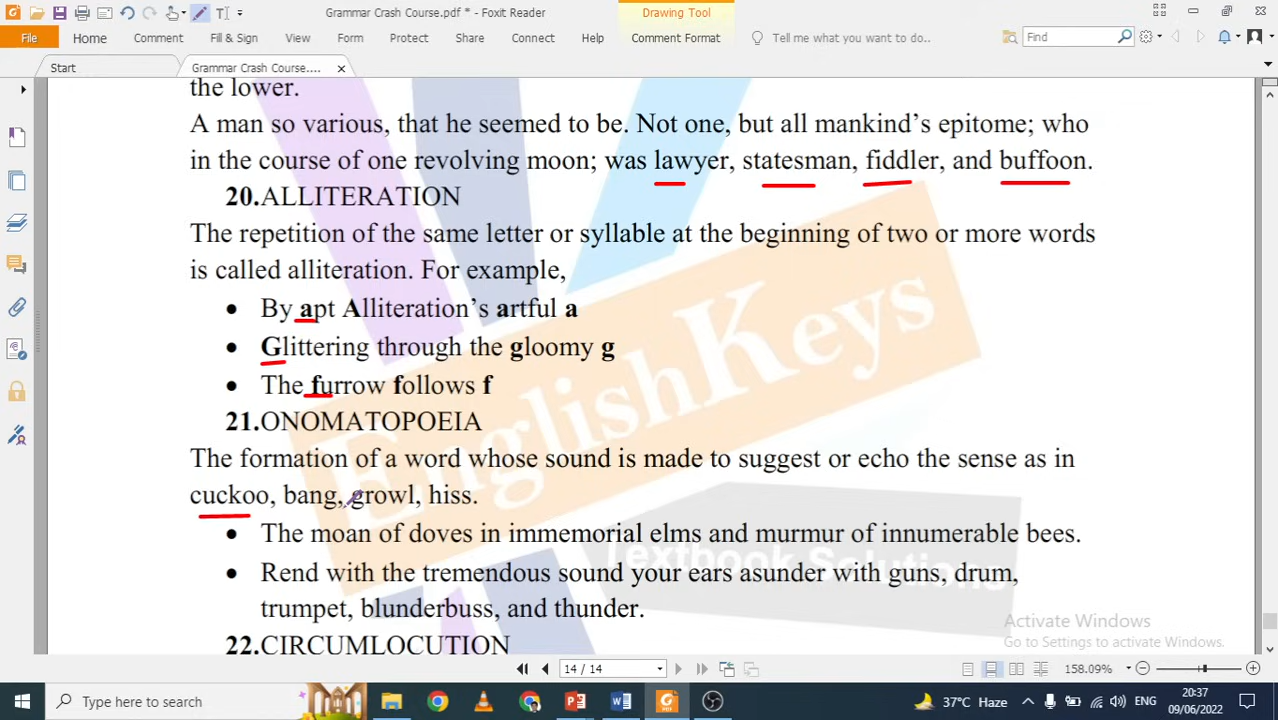 Grammar Crash Course.pdf * - Foxit Reader
Drawing Tool
File
Home
Comment
Fill & Sign
View
Form
Protect
Share
Connect
Help
Comment Format
Tell me what you want to do..
Find
Start
Grammar Crash Course....
the lower.
A man so various, that he seemed to be. Not one, but all mankind’s epitome; who
in the course of one revolving moon; was lawyer, statesman, fiddler, and buffoon.
20.ALLITERATION
The repetition of the same letter or syllable at the beginning of two or more words
is called alliteration. For example,
• By apt Alliteration’s artful a
• Glittering through the gloomy g
• The furrow follows f
21.ONOMATOPOEIA
The formation of a word whose sound is made to suggest or echo the sense as in
cuckoo, bang, growl, hiss.
• The moan of doves in immemorial elms and murmur of innumerable bees.
• Rend with the tremendous sound your ears asunder with guns, drum,
trumpet, blunderbuss, and thunder.
22.CIRCUMLOCUTION
EnglishKeys
Textbook Solutions
Activate Windows
Go to Settings to activate Windows.
14 / 14
158.09%
Type here to search
37°C Haze
ENG
20:37
09/06/2022